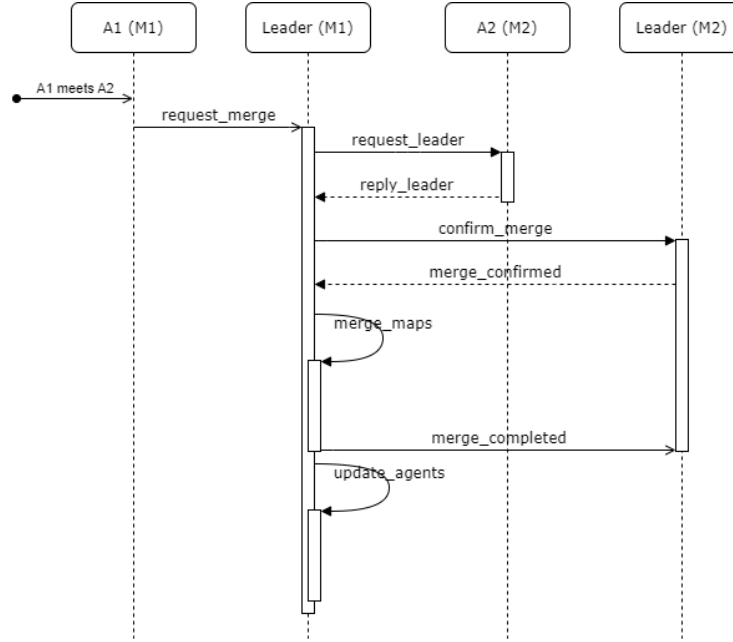 A1 (M1)
Leader (M1)
A2 (M2)
Leader (M2)
A1 meets A2
request_merge
request_leader
reply_leader
confirm_merge
merge_confirmed
merge_maps
merge_completed
update_agents